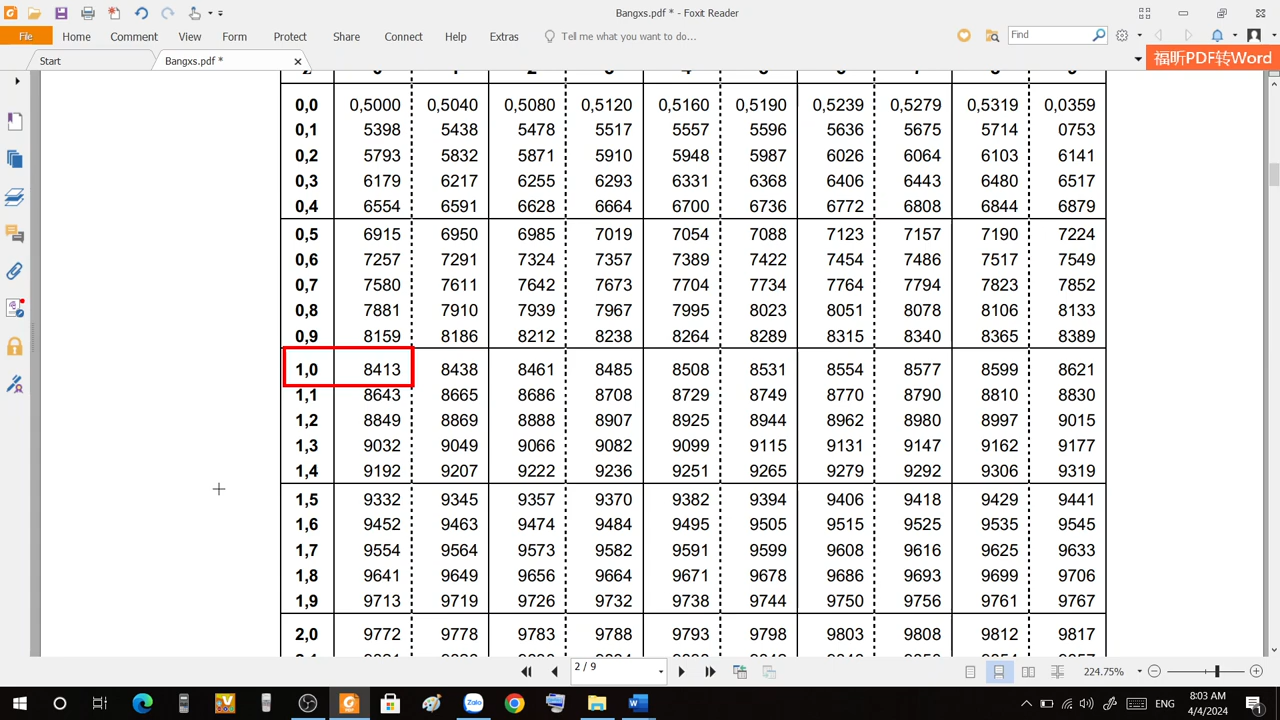 Bangxs.pdf * - Foxit Reader
File Home Comment View Form Protect Share Connect Help Extras Tell me what you want to do... Find
Start Bangxs.pdf *
福昕PDF转Word
0,0 0,5000 0,5040 0,5080 0,5120 0,5160 0,5190 0,5239 0,5279 0,5319 0,0359
0,1 5398 5438 5478 5517 5557 5596 5636 5675 5714 0753
0,2 5793 5832 5871 5910 5948 5987 6026 6064 6103 6141
0,3 6179 6217 6255 6293 6331 6368 6406 6443 6480 6517
0,4 6554 6591 6628 6664 6700 6736 6772 6808 6844 6879
0,5 6915 6950 6985 7019 7054 7088 7123 7157 7190 7224
0,6 7257 7291 7324 7357 7389 7422 7454 7486 7517 7549
0,7 7580 7611 7642 7673 7704 7734 7764 7794 7823 7852
0,8 7881 7910 7939 7967 7995 8023 8051 8078 8106 8133
0,9 8159 8186 8212 8238 8264 8289 8315 8340 8365 8389
1,0 8413 8438 8461 8485 8508 8531 8554 8577 8599 8621
1,1 8643 8665 8686 8708 8729 8749 8770 8790 8810 8830
1,2 8849 8869 8888 8907 8925 8944 8962 8980 8997 9015
1,3 9032 9049 9066 9082 9099 9115 9131 9147 9162 9177
1,4 9192 9207 9222 9236 9251 9265 9279 9292 9306 9319
1,5 9332 9345 9357 9370 9382 9394 9406 9418 9429 9441
1,6 9452 9463 9474 9484 9495 9505 9515 9525 9535 9545
1,7 9554 9564 9573 9582 9591 9599 9608 9616 9625 9633
1,8 9641 9649 9656 9664 9671 9678 9686 9693 9699 9706
1,9 9713 9719 9726 9732 9738 9744 9750 9756 9761 9767
2,0 9772 9778 9783 9788 9793 9798 9803 9808 9812 9817
2 / 9
224.75%
Zalo
ENG
8:03 AM
4/4/2024